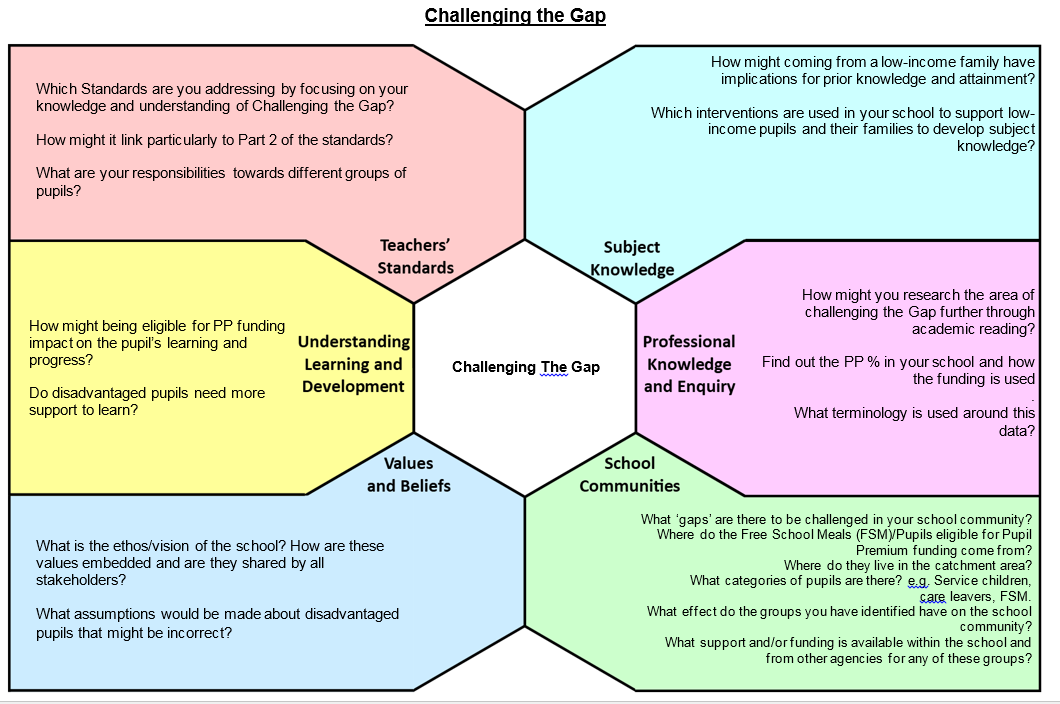 Challenging the Gap
Which Standards are you addressing by focusing on your
knowledge and understanding of Challenging the Gap?
How might it link particularly to Part 2 of the standards?
What are your responsibilities towards different groups of
pupils?
Teachers’
Standards
How might coming from a low-income family have
implications for prior knowledge and attainment?
Which interventions are used in your school to support low-
income pupils and their families to develop subject
knowledge?
Subject
Knowledge
How might being eligible for PP funding
impact on the pupil’s learning and
progress?
Do disadvantaged pupils need more
support to learn?
Understanding
Learning and
Development
Challenging The Gap
Professional
Knowledge
and Enquiry
How might you research the area of
challenging the Gap further through
academic reading?
Find out the PP % in your school and how
the funding is used
.
What terminology is used around this
data?
Values
and Beliefs
What is the ethos/vision of the school? How are these
values embedded and are they shared by all
stakeholders?
What assumptions would be made about disadvantaged
pupils that might be incorrect?
School
Communities
What ‘gaps’ are there to be challenged in your school community?
Where do the Free School Meals (FSM)/Pupils eligible for Pupil
Premium funding come from?
Where do they live in the catchment area?
What categories of pupils are there? e.g. Service children,
care leavers, FSM.
What effect do the groups you have identified have on the school
community?
What support and/or funding is available within the school and
from other agencies for any of these groups?